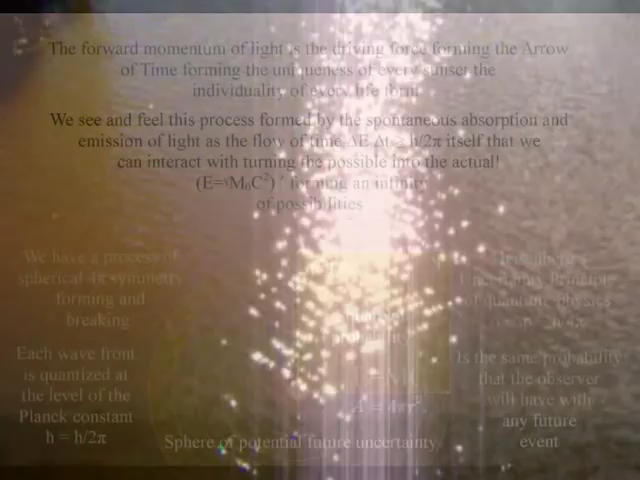 The forward momentum of light is the driving force forming the Arrow
of Time forming the uniqueness of every sunset the
individuality of every life form
We see and feel this process formed by the spontaneous absorption and
emission of light as the flow of time ΔE Δt ≥ h/2π itself that we
can interact with turning the possible into the actual!
(E=ᵞM₀C²)ᐟ forming an infinity
of possibilities
We have a process of
spherical 4π symmetry
forming and
breaking
Each wave front
is quantized at
the level of the
Planck constant
ħ = h/2π
Uncertainty Principle
of quantum physics
Is the same probability
that the observer
will have with
any future
event
Sphere of potential future uncertainty